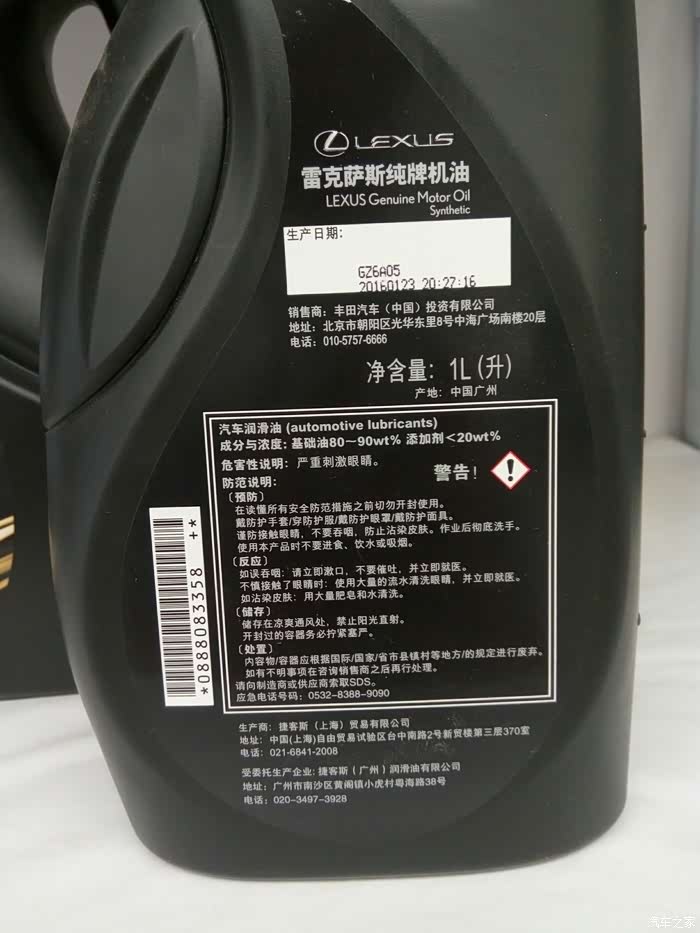 LEXUS
雷克萨斯纯牌机油
LEXUS Genuine Motor Oil
Synthetic
生产日期:
GZ6A05
20160123 20:27:16
销售商: 丰田汽车（中国）投资有限公司
地址: 北京市朝阳区光华东里8号中海广场南楼20层
电话: 010-5757-6666
净含量: 1L(升)
产地: 中国广州
汽车润滑油 (automotive lubricants)
成分与浓度: 基础油80～90wt% 添加剂＜20wt%
危害性说明: 严重刺激眼睛。
警告!
防范说明:
〔预防〕
在读懂所有安全防范措施之前切勿开封使用。
戴防护手套/穿防护服/戴防护眼罩/戴防护面具。
谨防接触眼睛，不要吞咽，防止沾染皮肤。作业后彻底洗手。
使用本产品时不要进食、饮水或吸烟。
〔反应〕
如误吞咽: 请立即漱口，不要催吐，并立即就医。
不慎接触了眼睛时: 使用大量的流水清洗眼睛，并立即就医。
如沾染皮肤: 用大量肥皂和水清洗。
〔储存〕
储存在凉爽通风处，禁止阳光直射。
开封过的容器务必拧紧塞严。
〔处置〕
内容物/容器应根据国际/国家/省市县镇村等地方/的规定进行废弃。
如有不明事项在咨询销售商之后再行处理。
请向制造商或供应商索取SDS。
应急电话号码: 0532-8388-9090
*0888083358 +*
生产商: 捷客斯（上海）贸易有限公司
地址: 中国(上海)自由贸易试验区台中南路2号新贸楼第三层370室
电话: 021-6841-2008
受委托生产企业: 捷客斯（广州）润滑油有限公司
地址: 广州市南沙区黄阁镇小虎村粤海路38号
电话: 020-3497-3928
汽车之家